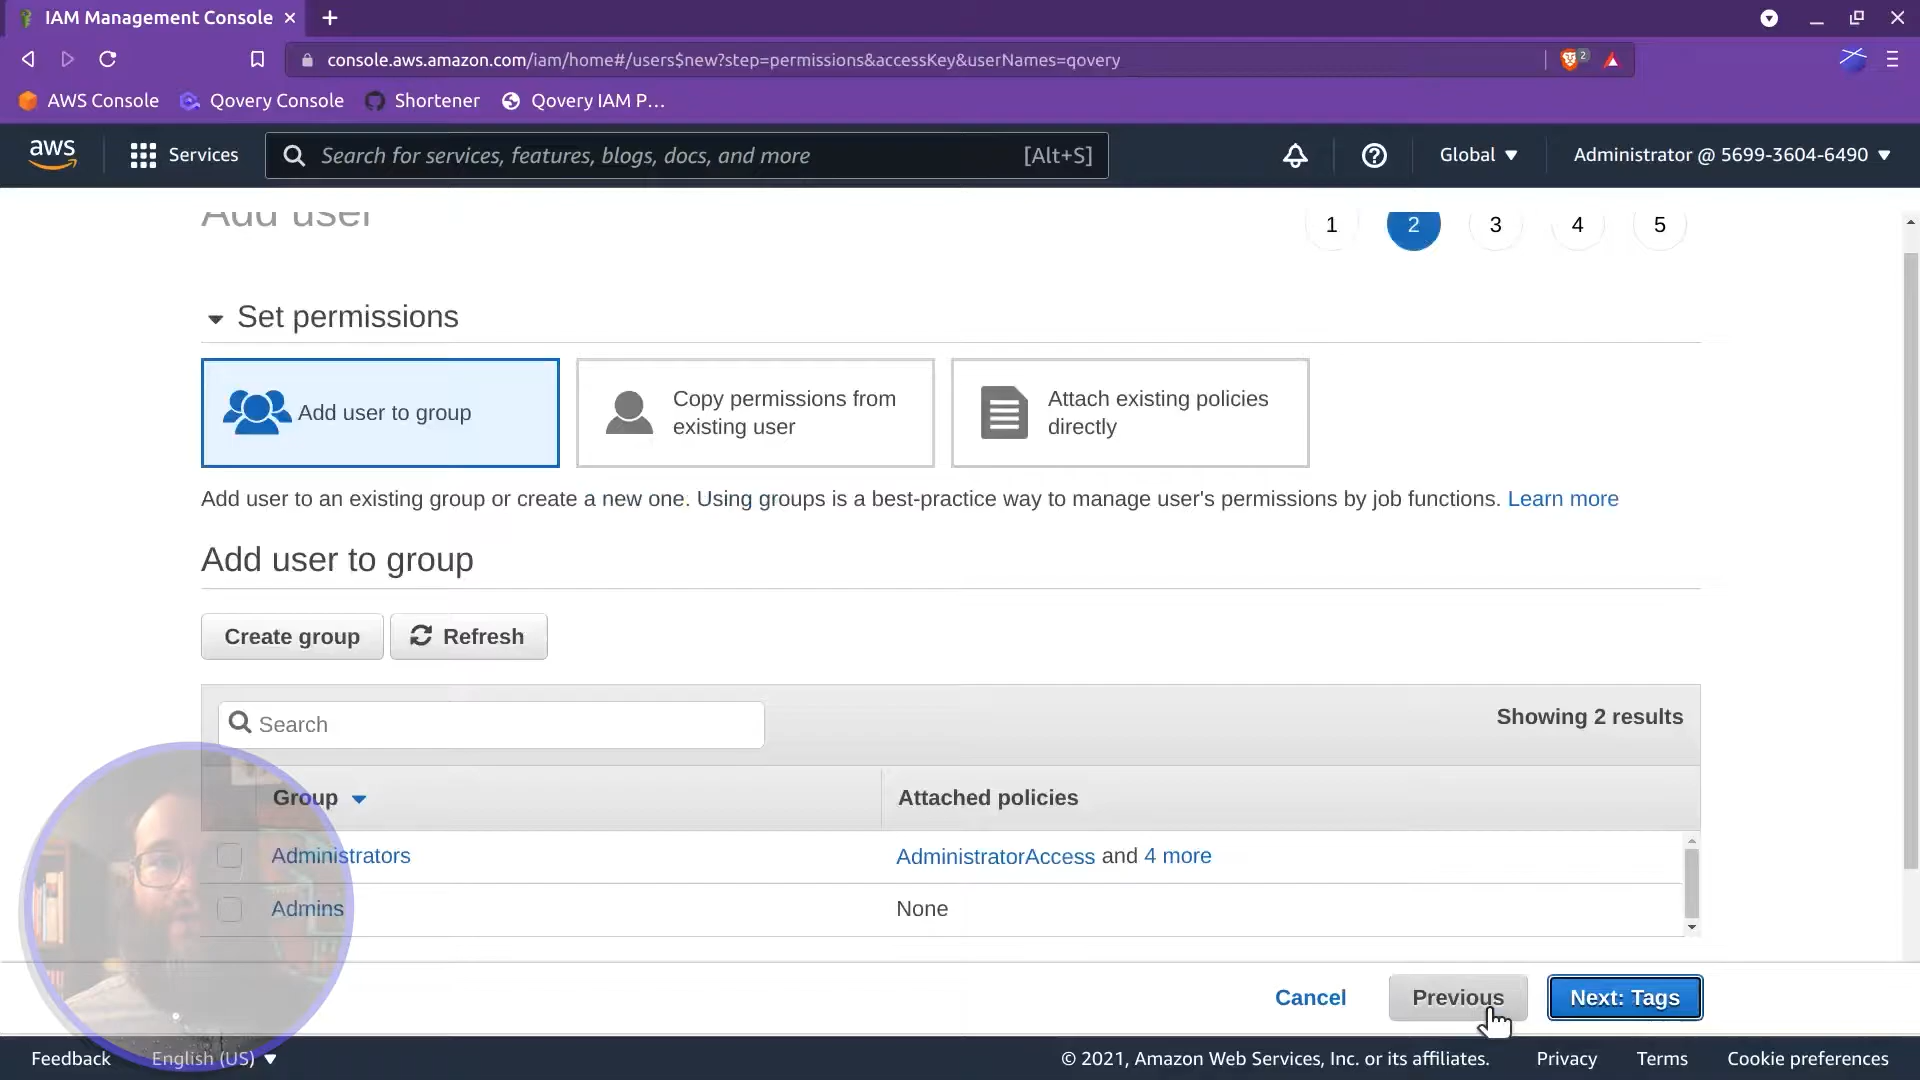 IAM Management Console
console.aws.amazon.com/iam/home#/users$new?step=permissions&accessKey&userNames=qovery
2
AWS Console
Qovery Console
Shortener
Qovery IAM P…
aws
Services
Search for services, features, blogs, docs, and more
[Alt+S]
Global
Administrator @ 5699-3604-6490
Add user
1
2
3
4
5
Set permissions
Add user to group
Copy permissions from
existing user
Attach existing policies
directly
Add user to an existing group or create a new one. Using groups is a best-practice way to manage user's permissions by job functions. Learn more
Add user to group
Create group
Refresh
Search
Showing 2 results
Group
Attached policies
Administrators
AdministratorAccess and 4 more
Admins
None
Cancel
Previous
Next: Tags
Feedback
English (US)
© 2021, Amazon Web Services, Inc. or its affiliates.
Privacy
Terms
Cookie preferences